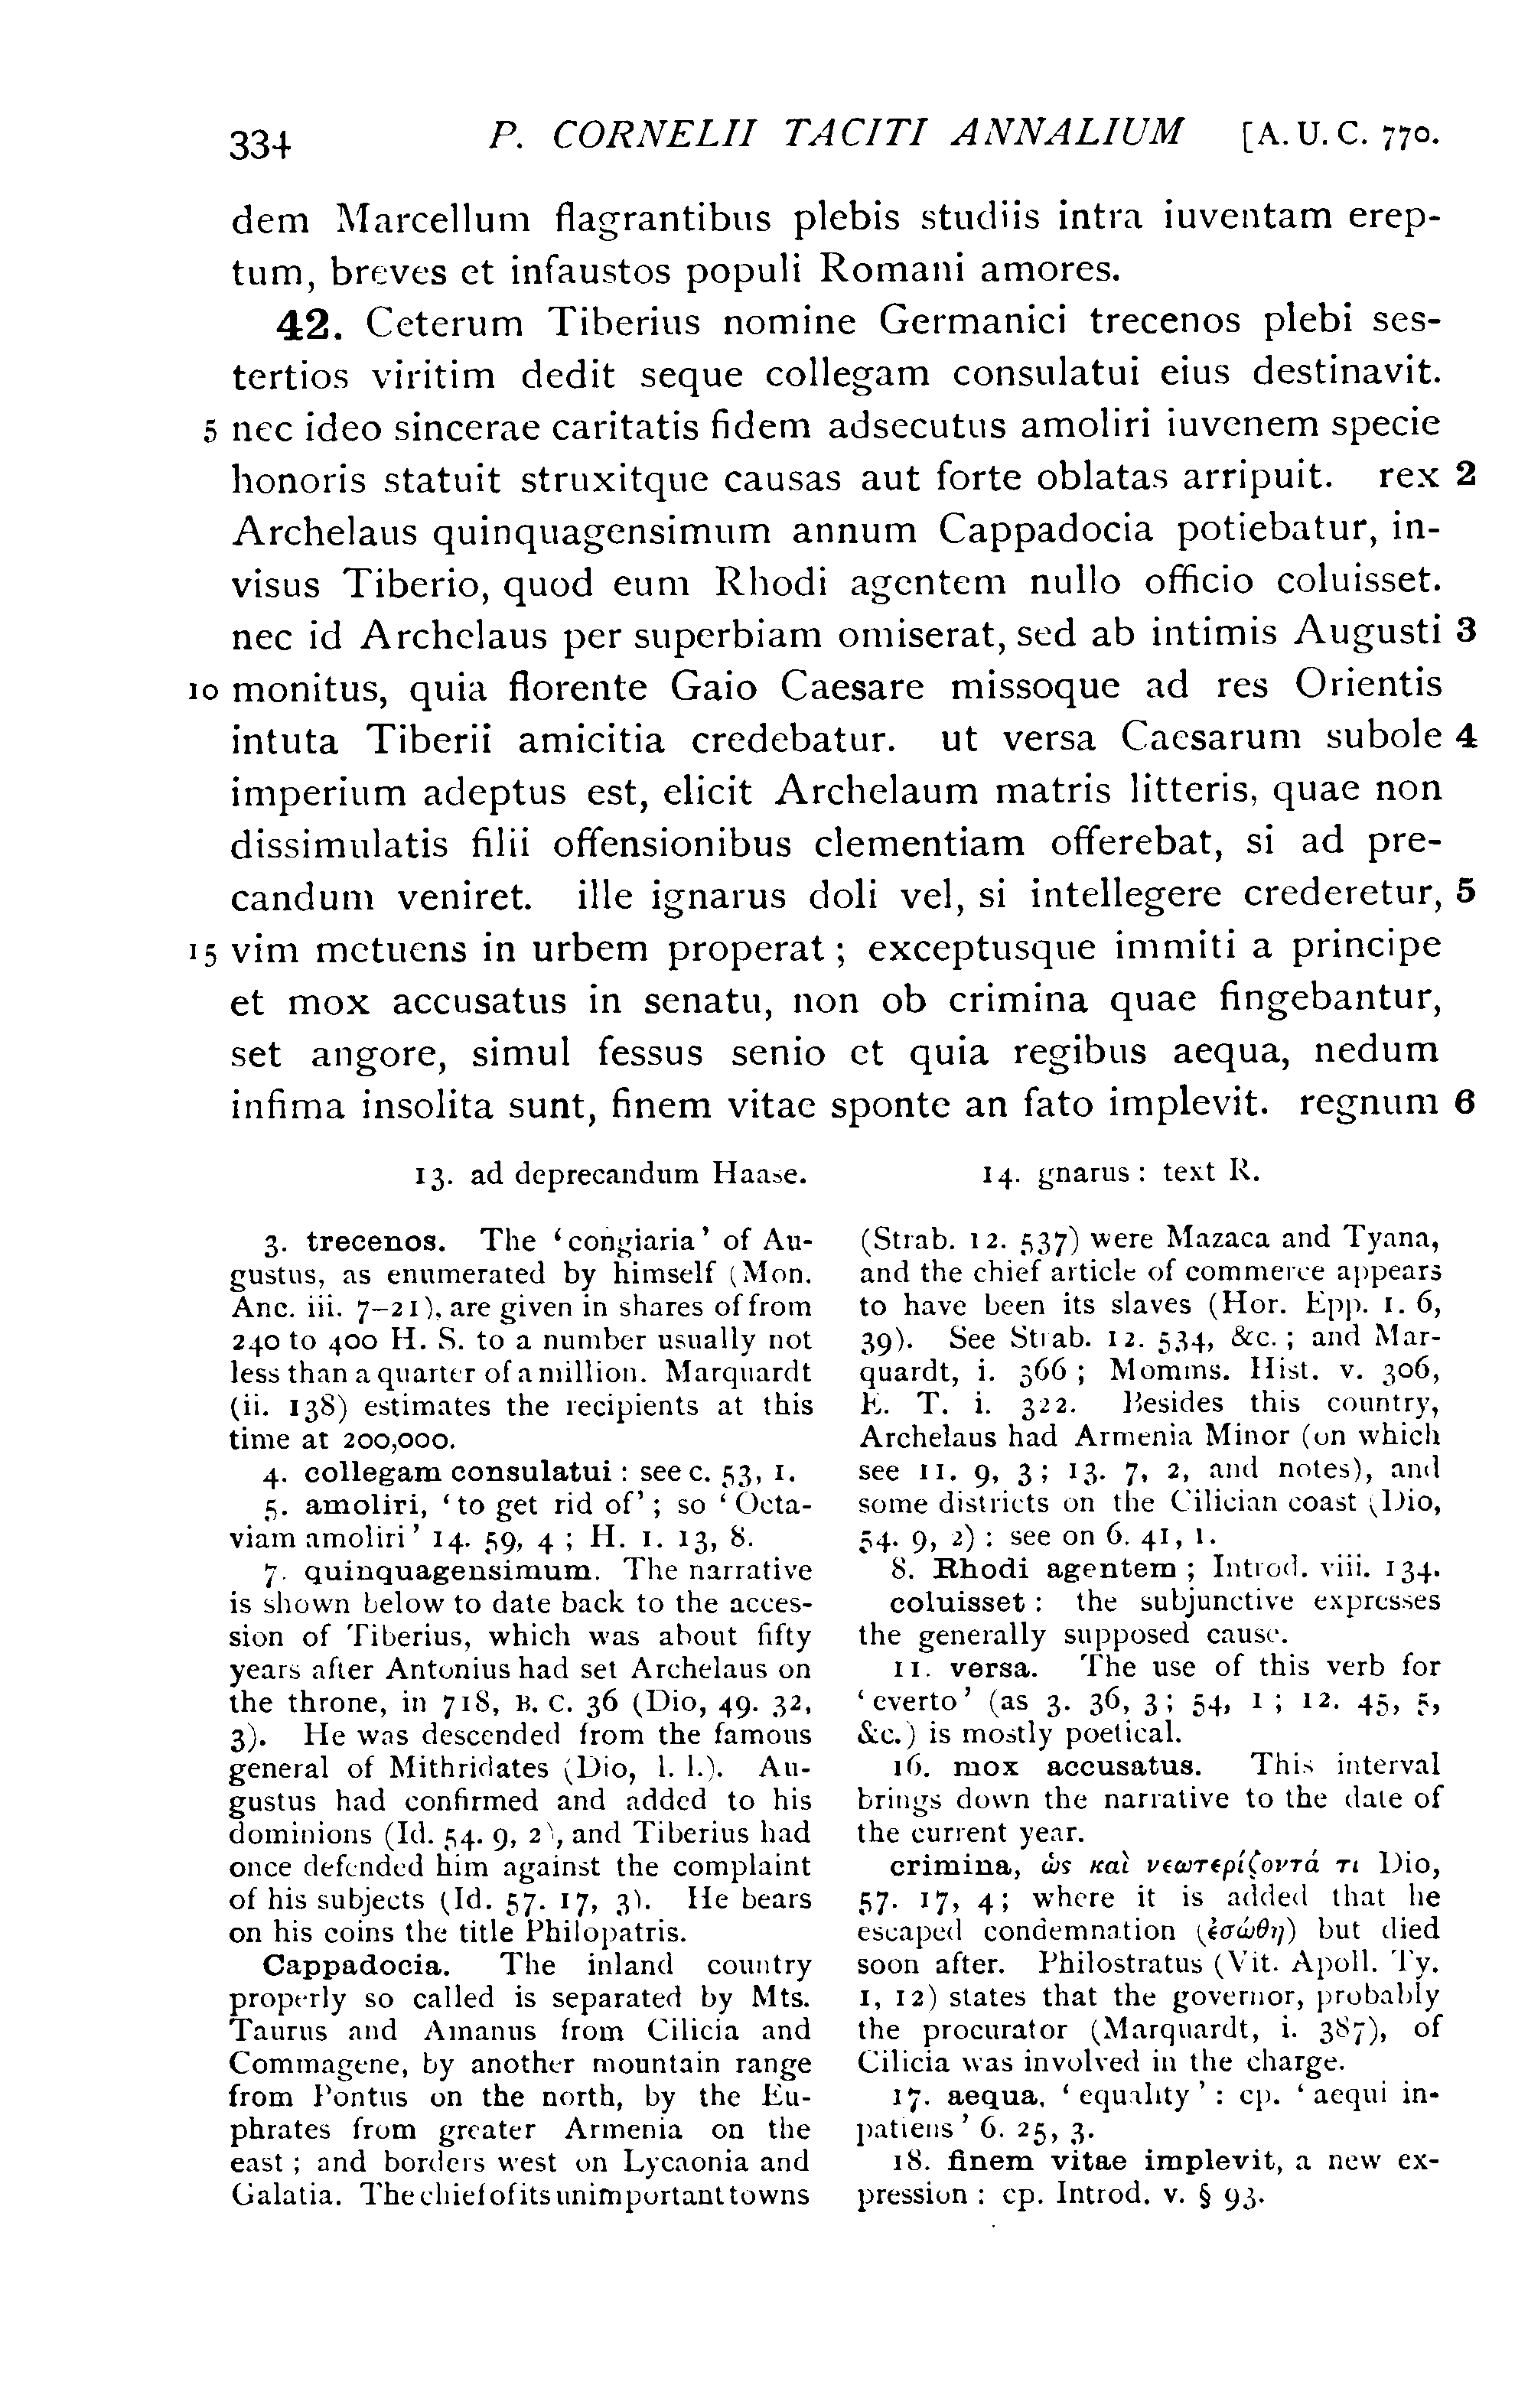 334 P. CORNELII TACITI ANNALIUM [A. U. C. 770.
dem Marcellum flagrantibus plebis studiis intra iuventam erep-
tum, breves et infaustos populi Romani amores.
42. Ceterum Tiberius nomine Germanici trecenos plebi ses-
tertios viritim dedit seque collegam consulatui eius destinavit.
5 nec ideo sincerae caritatis fidem adsecutus amoliri iuvenem specie
honoris statuit struxitque causas aut forte oblatas arripuit. rex 2
Archelaus quinquagensimum annum Cappadocia potiebatur, in-
visus Tiberio, quod eum Rhodi agentem nullo officio coluisset.
nec id Archelaus per superbiam omiserat, sed ab intimis Augusti 3
10 monitus, quia florente Gaio Caesare missoque ad res Orientis
intuta Tiberii amicitia credebatur. ut versa Caesarum subole 4
imperium adeptus est, elicit Archelaum matris litteris, quae non
dissimulatis filii offensionibus clementiam offerebat, si ad pre-
candum veniret. ille ignarus doli vel, si intellegere crederetur, 5
15 vim metuens in urbem properat ; exceptusque immiti a principe
et mox accusatus in senatu, non ob crimina quae fingebantur,
set angore, simul fessus senio et quia regibus aequa, nedum
infima insolita sunt, finem vitae sponte an fato implevit. regnum 6
13. ad deprecandum Haase. 14. gnarus : text R.
3. trecenos. The ‘congiaria’ of Au-
gustus, as enumerated by himself (Mon.
Anc. iii. 7–21), are given in shares of from
240 to 400 H. S. to a number usually not
less than a quarter of a million. Marquardt
(ii. 138) estimates the recipients at this
time at 200,000.
4. collegam consulatui : see c. 53, 1.
5. amoliri, ‘to get rid of’ ; so ‘Octa-
viam amoliri’ 14. 59, 4 ; H. 1. 13, 8.
7. quinquagensimum. The narrative
is shown below to date back to the acces-
sion of Tiberius, which was about fifty
years after Antonius had set Archelaus on
the throne, in 718, B. C. 36 (Dio, 49. 32,
3). He was descended from the famous
general of Mithridates (Dio, l. l.). Au-
gustus had confirmed and added to his
dominions (Id. 54. 9, 2), and Tiberius had
once defended him against the complaint
of his subjects (Id. 57. 17, 3). He bears
on his coins the title Philopatris.
Cappadocia. The inland country
properly so called is separated by Mts.
Taurus and Amanus from Cilicia and
Commagene, by another mountain range
from Pontus on the north, by the Eu-
phrates from greater Armenia on the
east ; and borders west on Lycaonia and
Galatia. The chief of its unimportant towns
(Strab. 12. 537) were Mazaca and Tyana,
and the chief article of commerce appears
to have been its slaves (Hor. Epp. 1. 6,
39). See Strab. 12. 534, &c. ; and Mar-
quardt, i. 366 ; Momms. Hist. v. 306,
E. T. i. 322. Besides this country,
Archelaus had Armenia Minor (on which
see 11. 9, 3 ; 13. 7, 2, and notes), and
some districts on the Cilician coast (Dio,
54. 9, 2) : see on 6. 41, 1.
8. Rhodi agentem ; Introd. viii. 134.
coluisset : the subjunctive expresses
the generally supposed cause.
11. versa. The use of this verb for
‘everto’ (as 3. 36, 3 ; 54, 1 ; 12. 45, 5,
&c.) is mostly poetical.
16. mox accusatus. This interval
brings down the narrative to the date of
the current year.
crimina, ὡς καὶ νεωτερίζοντά τι Dio,
57. 17, 4 ; where it is added that he
escaped condemnation (ἐσώθη) but died
soon after. Philostratus (Vit. Apoll. Ty.
1, 12) states that the governor, probably
the procurator (Marquardt, i. 387), of
Cilicia was involved in the charge.
17. aequa, ‘equality’ : cp. ‘aequi in-
patiens’ 6. 25, 3.
18. finem vitae implevit, a new ex-
pression : cp. Introd. v. § 93.